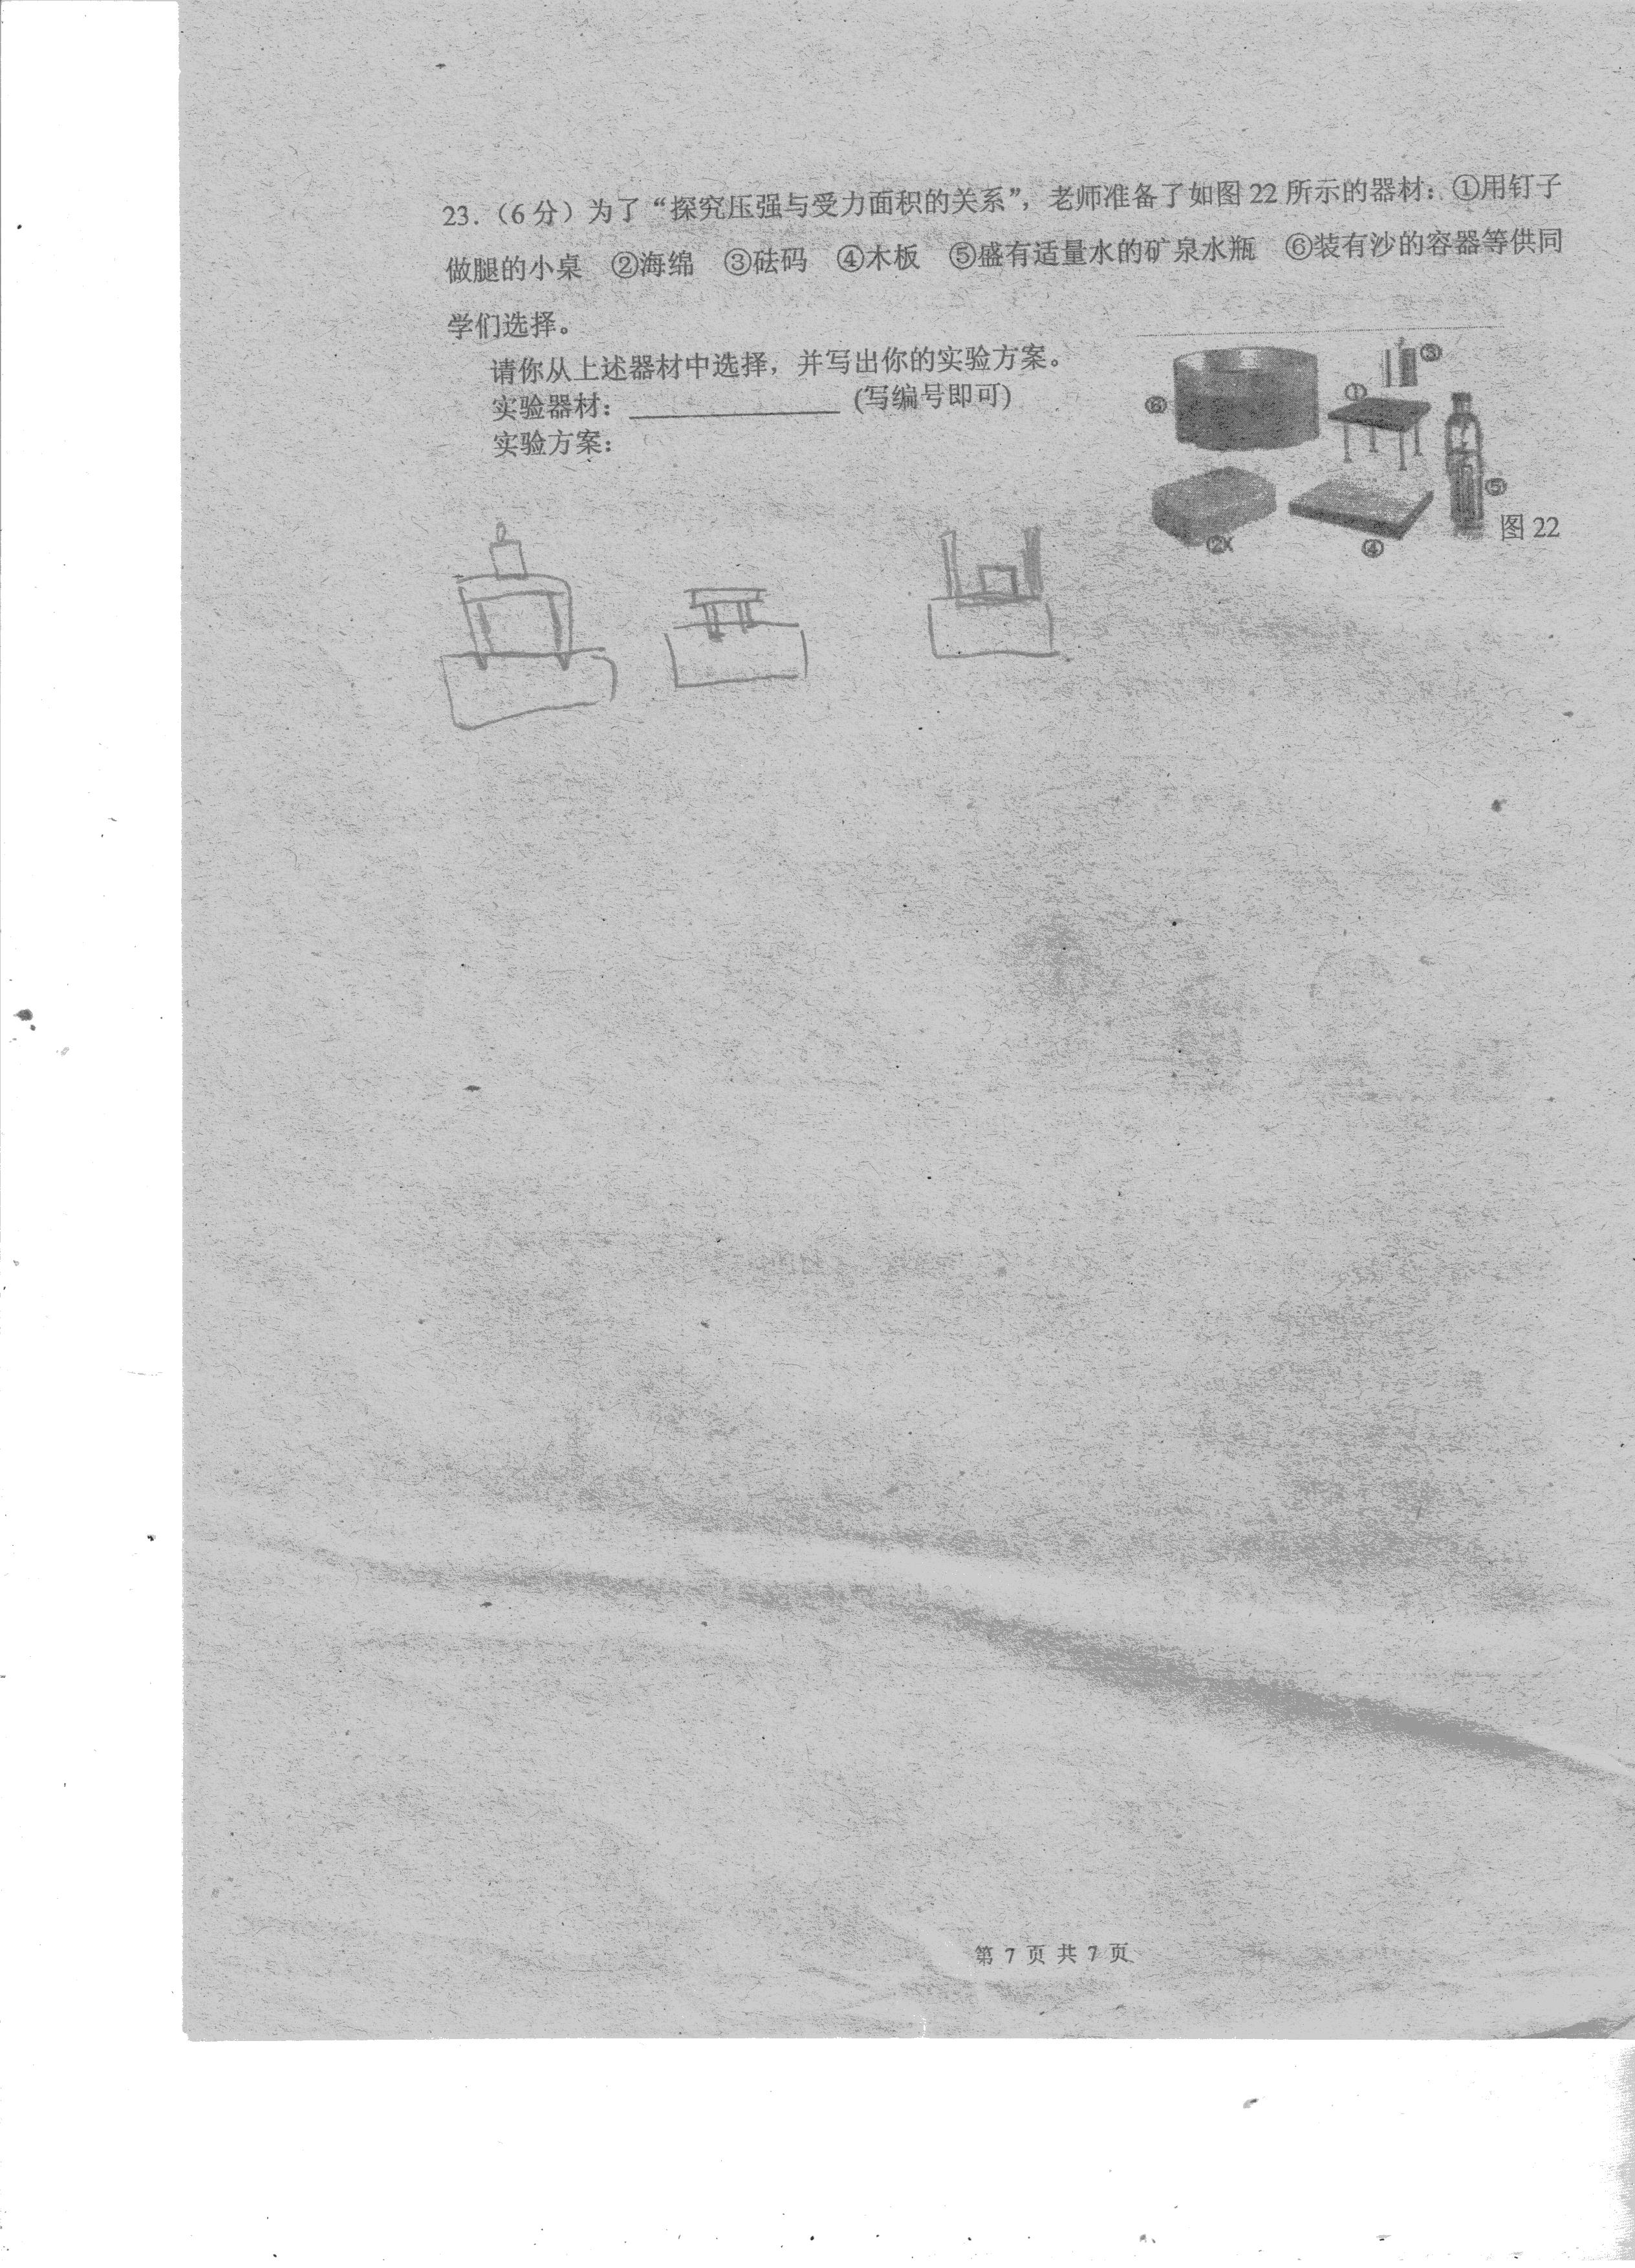 23.（6 分）为了“探究压强与受力面积的关系”，老师准备了如图 22 所示的器材：①用钉子
做腿的小桌 ②海绵 ③砝码 ④木板 ⑤盛有适量水的矿泉水瓶 ⑥装有沙的容器等供同
学们选择。
请你从上述器材中选择，并写出你的实验方案。
实验器材：＿＿＿＿＿＿＿＿ (写编号即可)
实验方案：
③
①
⑥
⑤
②
④
图 22
第 7 页 共 7 页